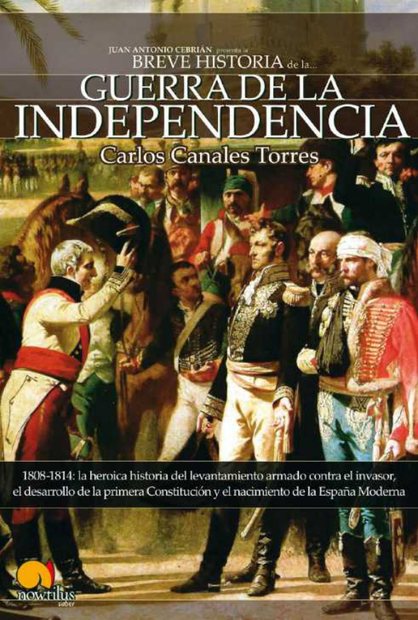 JUAN ANTONIO CEBRIÁN presenta la
BREVE HISTORIA de la...
GUERRA DE LA
INDEPENDENCIA
Carlos Canales Torres
1808-1814: la heroica historia del levantamiento armado contra el invasor,
el desarrollo de la primera Constitución y el nacimiento de la España Moderna
nowtilus
saber